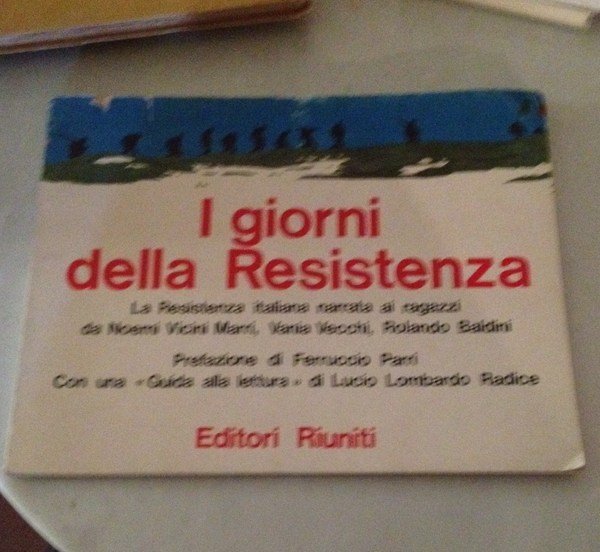 I giorni
della Resistenza
La Resistenza italiana narrata ai ragazzi
da Noemi Vicini Marri, Vania Vecchi, Rolando Baldini
Prefazione di Ferruccio Parri
Con una «Guida alla lettura» di Lucio Lombardo Radice
Editori Riuniti